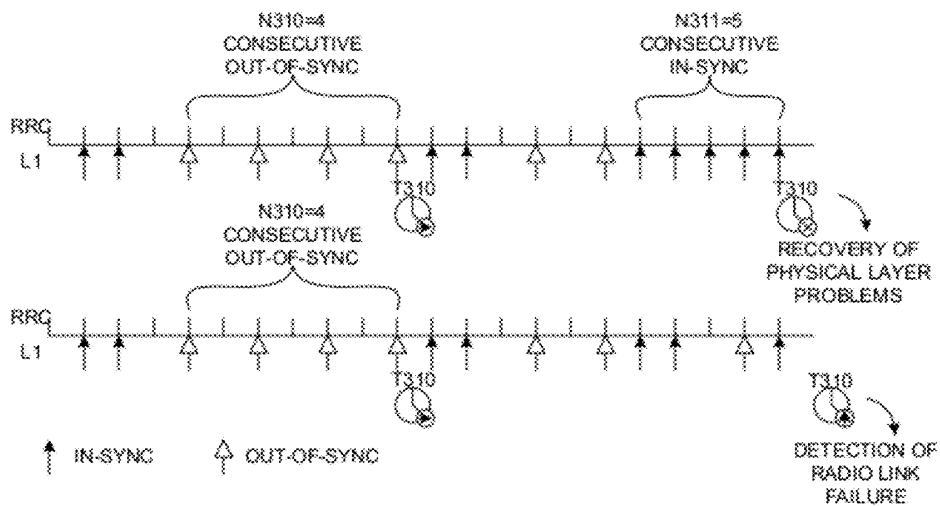 N310=4
CONSECUTIVE
OUT-OF-SYNC
N311=5
CONSECUTIVE
IN-SYNC
RRC
L1
T310
T310
RECOVERY OF
PHYSICAL LAYER
PROBLEMS
N310=4
CONSECUTIVE
OUT-OF-SYNC
RRC
L1
T310
T310
DETECTION OF
RADIO LINK
FAILURE
IN-SYNC
OUT-OF-SYNC